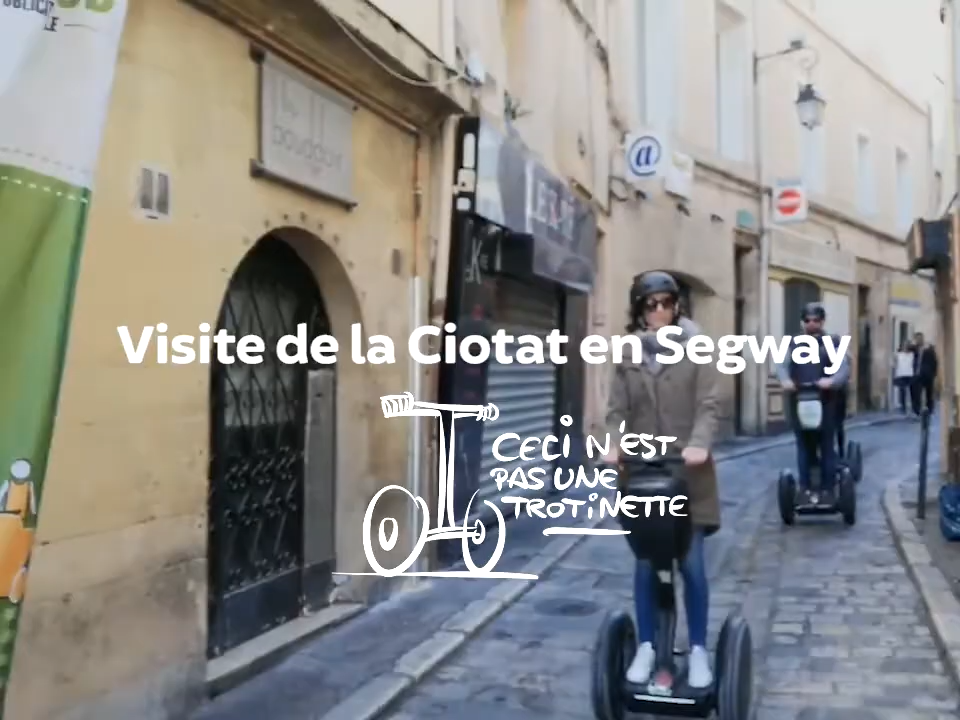 Visite de la Ciotat en Segway
CECI N'EST
PAS UNE
TROTINETTE
@